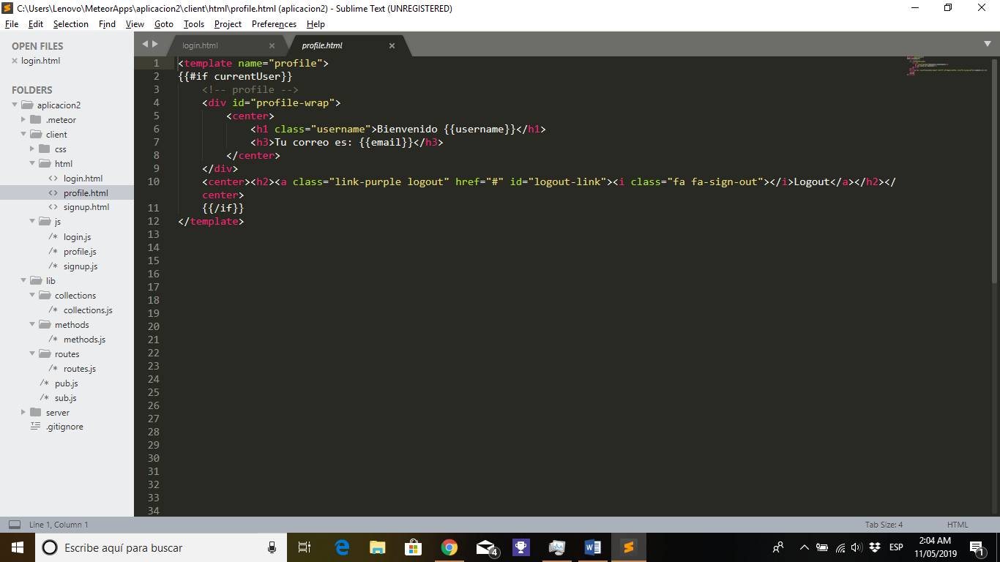 C:\Users\Lenovo\MeteorApps\aplicacion2\client\html\profile.html (aplicacion2) - Sublime Text (UNREGISTERED)
File Edit Selection Find View Goto Tools Project Preferences Help
OPEN FILES
login.html
FOLDERS
aplicacion2
.meteor
client
css
html
login.html
profile.html
signup.html
js
/* login.js
/* profile.js
/* signup.js
lib
collections
/* collections.js
methods
/* methods.js
routes
/* routes.js
/* pub.js
/* sub.js
server
.gitignore
login.html profile.html
1 <template name="profile">
2 {{#if currentUser}}
3 <!-- profile -->
4 <div id="profile-wrap">
5 <center>
6 <h1 class="username">Bienvenido {{username}}</h1>
7 <h3>Tu correo es: {{email}}</h3>
8 </center>
9 </div>
10 <center><h2><a class="link-purple logout" href="#" id="logout-link"><i class="fa fa-sign-out"></i>Logout</a></h2></
center>
11 {{/if}}
12 </template>
13
14
15
16
17
18
19
20
21
22
23
24
25
26
27
28
29
30
31
32
33
34
Line 1, Column 1 Tab Size: 4 HTML
Escribe aquí para buscar 4 ESP 2:04 AM
11/05/2019 1